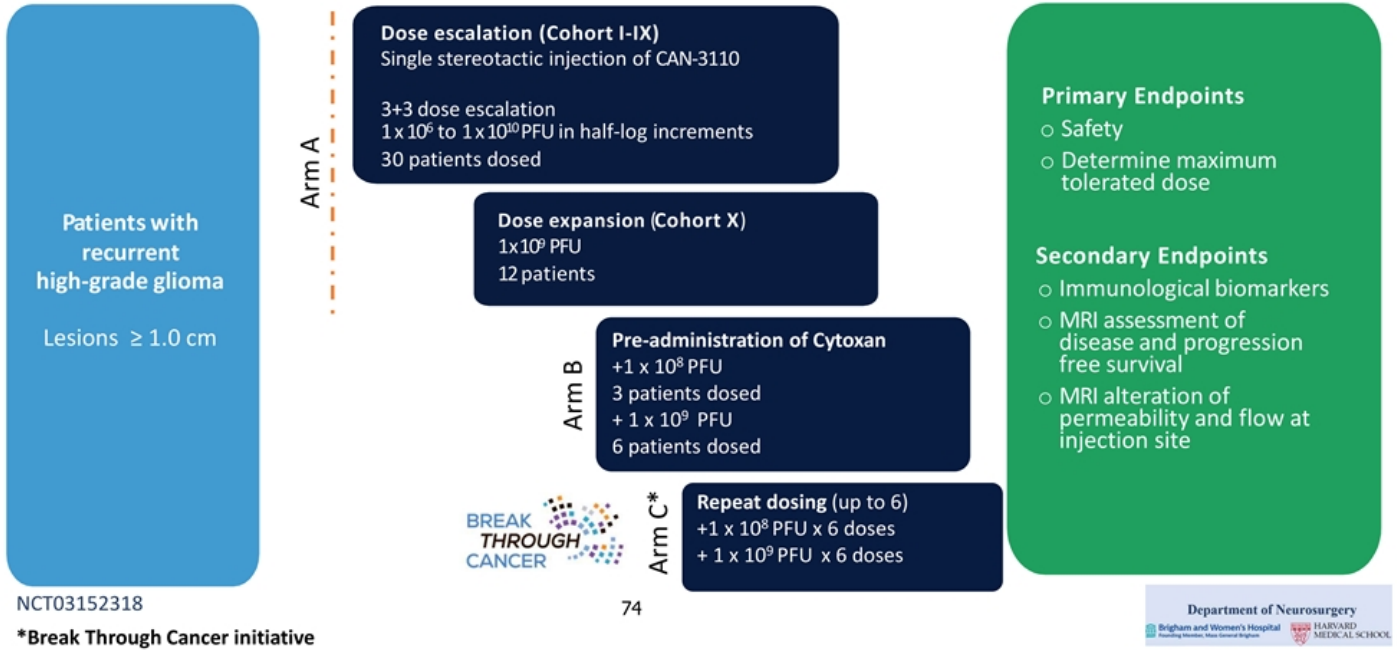 Patients with
recurrent
high-grade glioma
Lesions ≥ 1.0 cm
Arm A
Dose escalation (Cohort I-IX)
Single stereotactic injection of CAN-3110
3+3 dose escalation
1 x 10⁶ to 1 x 10¹⁰ PFU in half-log increments
30 patients dosed
Dose expansion (Cohort X)
1x10⁹ PFU
12 patients
Arm B
Pre-administration of Cytoxan
+1 x 10⁸ PFU
3 patients dosed
+ 1 x 10⁹ PFU
6 patients dosed
BREAK
THROUGH
CANCER
Arm C*
Repeat dosing (up to 6)
+1 x 10⁸ PFU x 6 doses
+ 1 x 10⁹ PFU x 6 doses
Primary Endpoints
○ Safety
○ Determine maximum
tolerated dose
Secondary Endpoints
○ Immunological biomarkers
○ MRI assessment of
disease and progression
free survival
○ MRI alteration of
permeability and flow at
injection site
NCT03152318
*Break Through Cancer initiative
74
Department of Neurosurgery
Brigham and Women's Hospital
Founding Member, Mass General Brigham
HARVARD
MEDICAL SCHOOL